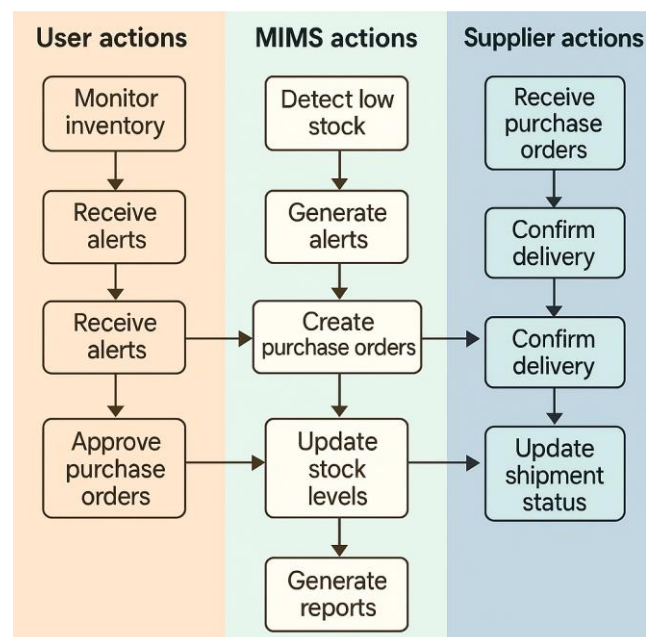 User actions
Monitor
inventory
Receive
alerts
Receive
alerts
Approve
purchase
orders
MIMS actions
Detect low
stock
Generate
alerts
Create
purchase orders
Update
stock
levels
Generate
reports
Supplier actions
Receive
purchase
orders
Confirm
delivery
Confirm
delivery
Update
shipment
status